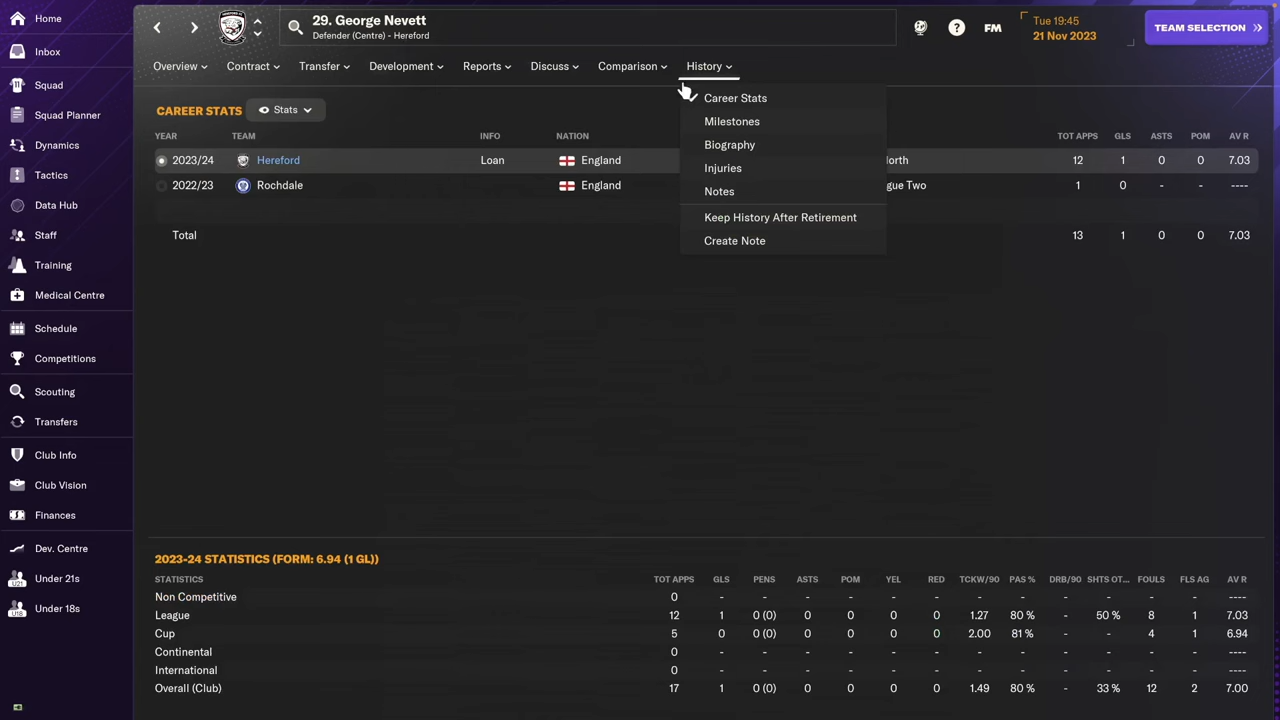 Home
Inbox
Squad
Squad Planner
Dynamics
Tactics
Data Hub
Staff
Training
Medical Centre
Schedule
Competitions
Scouting
Transfers
Club Info
Club Vision
Finances
Dev. Centre
Under 21s
Under 18s
29. George Nevett
Defender (Centre) - Hereford
FM
Tue 19:45
21 Nov 2023
TEAM SELECTION
Overview Contract Transfer Development Reports Discuss Comparison History
Career Stats
Milestones
Biography
Injuries
Notes
Keep History After Retirement
Create Note
CAREER STATS Stats
YEAR TEAM INFO NATION TOT APPS GLS ASTS POM AV R
2023/24 Hereford Loan England orth 12 1 0 0 7.03
2022/23 Rochdale England gue Two 1 0 - - ----
Total 13 1 0 0 7.03
2023-24 STATISTICS (FORM: 6.94 (1 GL))
STATISTICS TOT APPS GLS PENS ASTS POM YEL RED TCKW/90 PAS % DRB/90 SHTS OT... FOULS FLS AG AV R
Non Competitive 0 - - - - - - - - - - - - ----
League 12 1 0 (0) 0 0 0 0 1.27 80 % - 50 % 8 1 7.03
Cup 5 0 0 (0) 0 0 0 0 2.00 81 % - - 4 1 6.94
Continental 0 - - - - - - - - - - - - ----
International 0 - - - - - - - - - - - - ----
Overall (Club) 17 1 0 (0) 0 0 0 0 1.49 80 % - 33 % 12 2 7.00